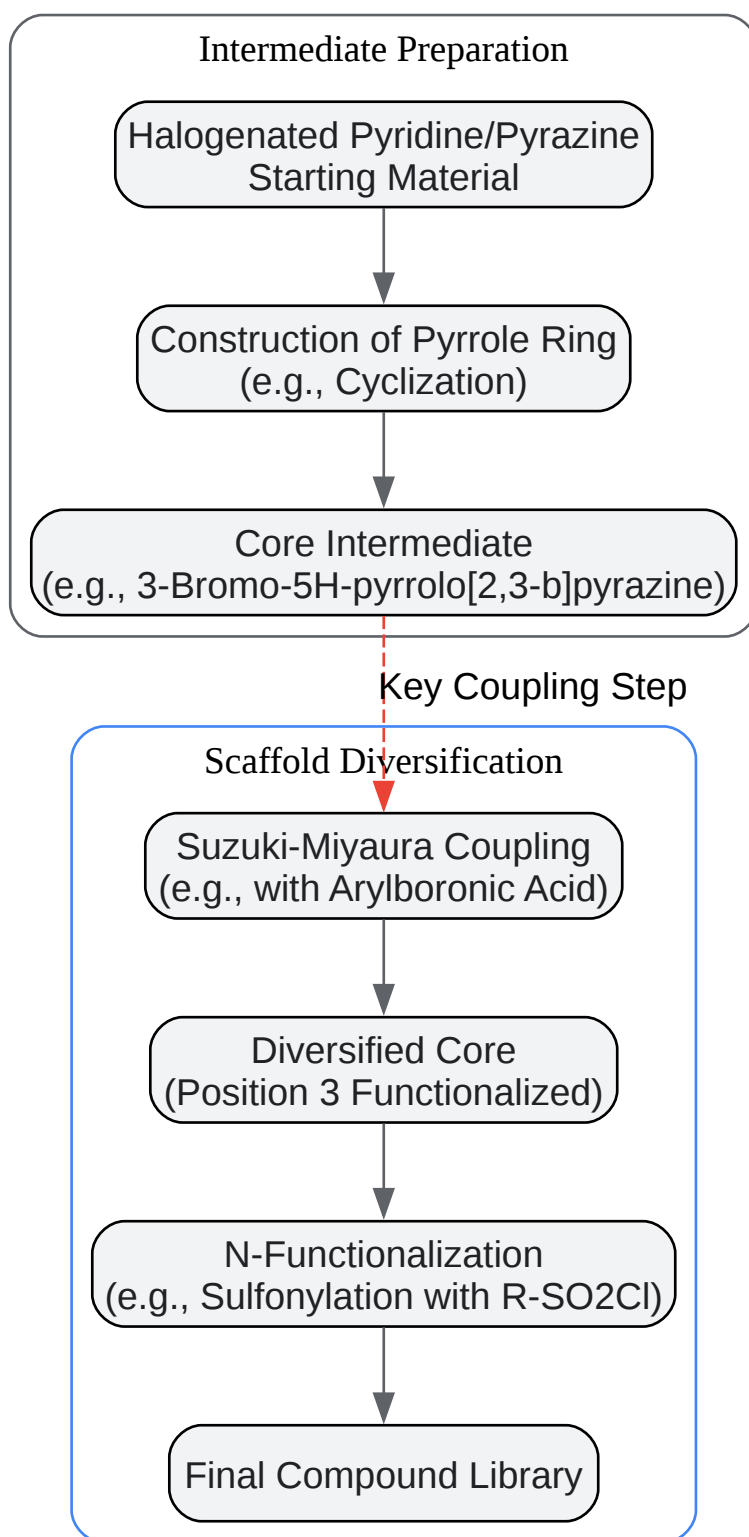 Intermediate Preparation
Halogenated Pyridine/Pyrazine
Starting Material
Construction of Pyrrole Ring
(e.g., Cyclization)
Core Intermediate
(e.g., 3-Bromo-5H-pyrrolo[2,3-b]pyrazine)
Key Coupling Step
Scaffold Diversification
Suzuki-Miyaura Coupling
(e.g., with Arylboronic Acid)
Diversified Core
(Position 3 Functionalized)
N-Functionalization
(e.g., Sulfonylation with R-SO2Cl)
Final Compound Library